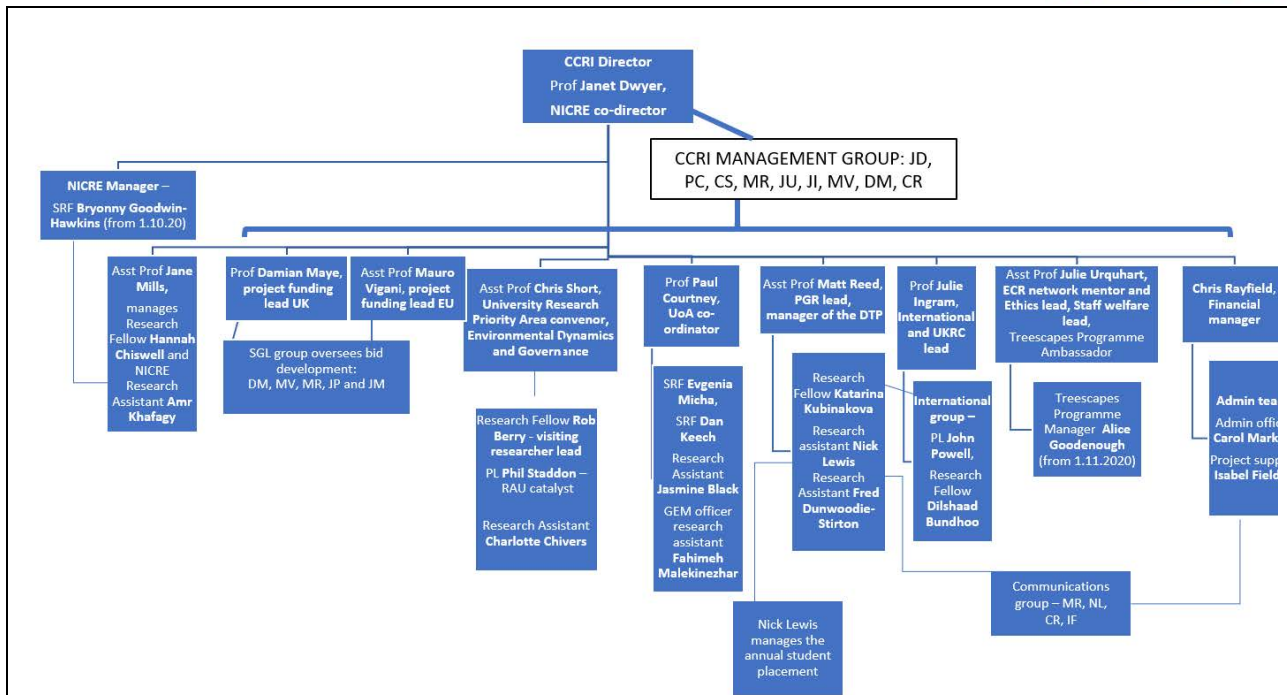 CCRI Director
Prof Janet Dwyer,
NICRE co-director
CCRI MANAGEMENT GROUP: JD,
PC, CS, MR, JU, JI, MV, DM, CR
NICRE Manager –
SRF Bryonny Goodwin-
Hawkins (from 1.10.20)
Asst Prof Jane
Mills,
manages
Research
Fellow Hannah
Chiswell and
NICRE
Research
Assistant Amr
Khafagy
Prof Damian Maye,
project funding
lead UK
Asst Prof Mauro
Vigani, project
funding lead EU
SGL group oversees bid
development:
DM, MV, MR, JP and JM
Asst Prof Chris Short,
University Research
Priority Area convenor,
Environmental Dynamics
and Governance
Research Fellow Rob
Berry - visiting
researcher lead
PL Phil Staddon –
RAU catalyst
Research Assistant
Charlotte Chivers
Prof Paul
Courtney,
UoA co-
ordinator
SRF Evgenia
Micha,
SRF Dan
Keech
Research
Assistant
Jasmine Black
GEM officer
research
assistant
Fahimeh
Malekinezhar
Asst Prof Matt Reed,
PGR lead,
manager of the DTP
Research
Fellow Katarina
Kubinakova
Research
assistant Nick
Lewis
Research
Assistant Fred
Dunwoodie-
Stirton
Nick Lewis
manages the
annual student
placement
Prof Julie
Ingram,
International
and UKRC
lead
International
group –
PL John
Powell,
Research
Fellow
Dilshaad
Bundhoo
Asst Prof Julie Urquhart,
ECR network mentor and
Ethics lead, Staff welfare
lead,
Treescapes Programme
Ambassador
Treescapes
Programme
Manager Alice
Goodenough
(from 1.11.2020)
Chris Rayfield,
Financial
manager
Admin
Admin
Carol
Project
Isabel
Communications
group – MR, NL,
CR, IF